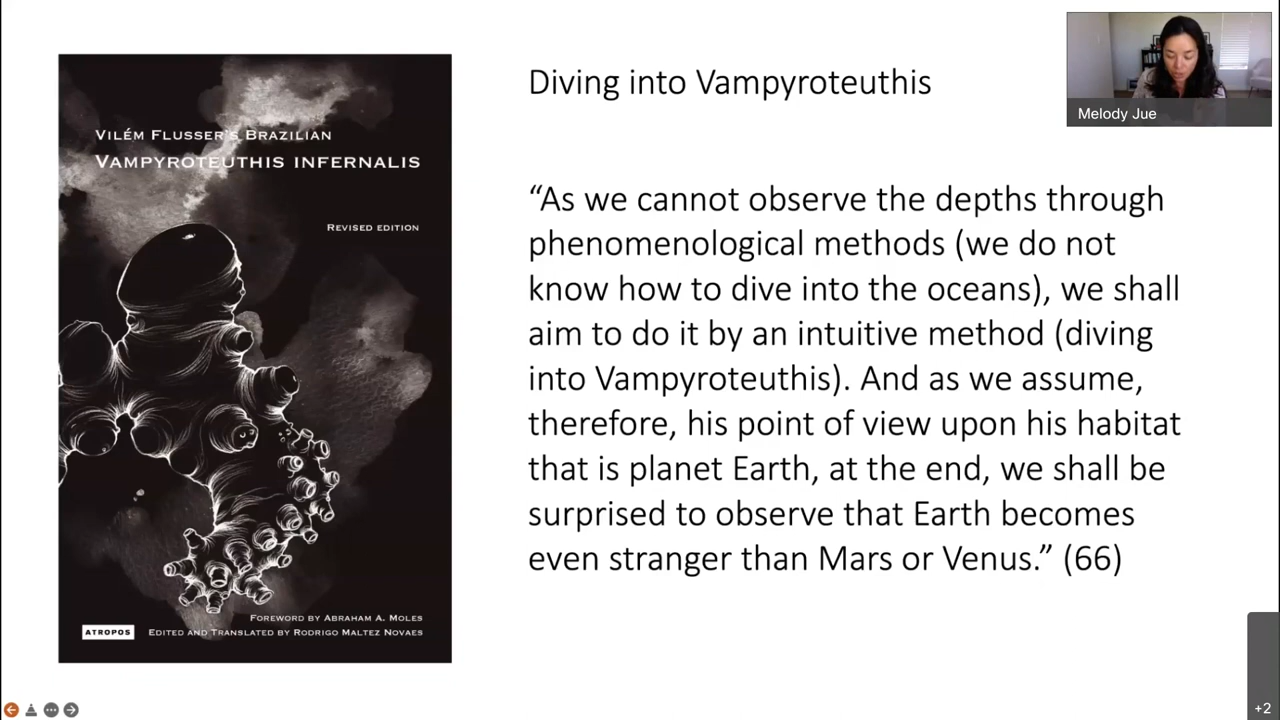 VILÉM FLUSSER'S BRAZILIAN
VAMPYROTEUTHIS INFERNALIS
REVISED EDITION
FOREWORD BY ABRAHAM A. MOLES
ATROPOS
EDITED AND TRANSLATED BY RODRIGO MALTEZ NOVAES
Diving into Vampyroteuthis
“As we cannot observe the depths through
phenomenological methods (we do not
know how to dive into the oceans), we shall
aim to do it by an intuitive method (diving
into Vampyroteuthis). And as we assume,
therefore, his point of view upon his habitat
that is planet Earth, at the end, we shall be
surprised to observe that Earth becomes
even stranger than Mars or Venus.” (66)
Melody Jue
+2